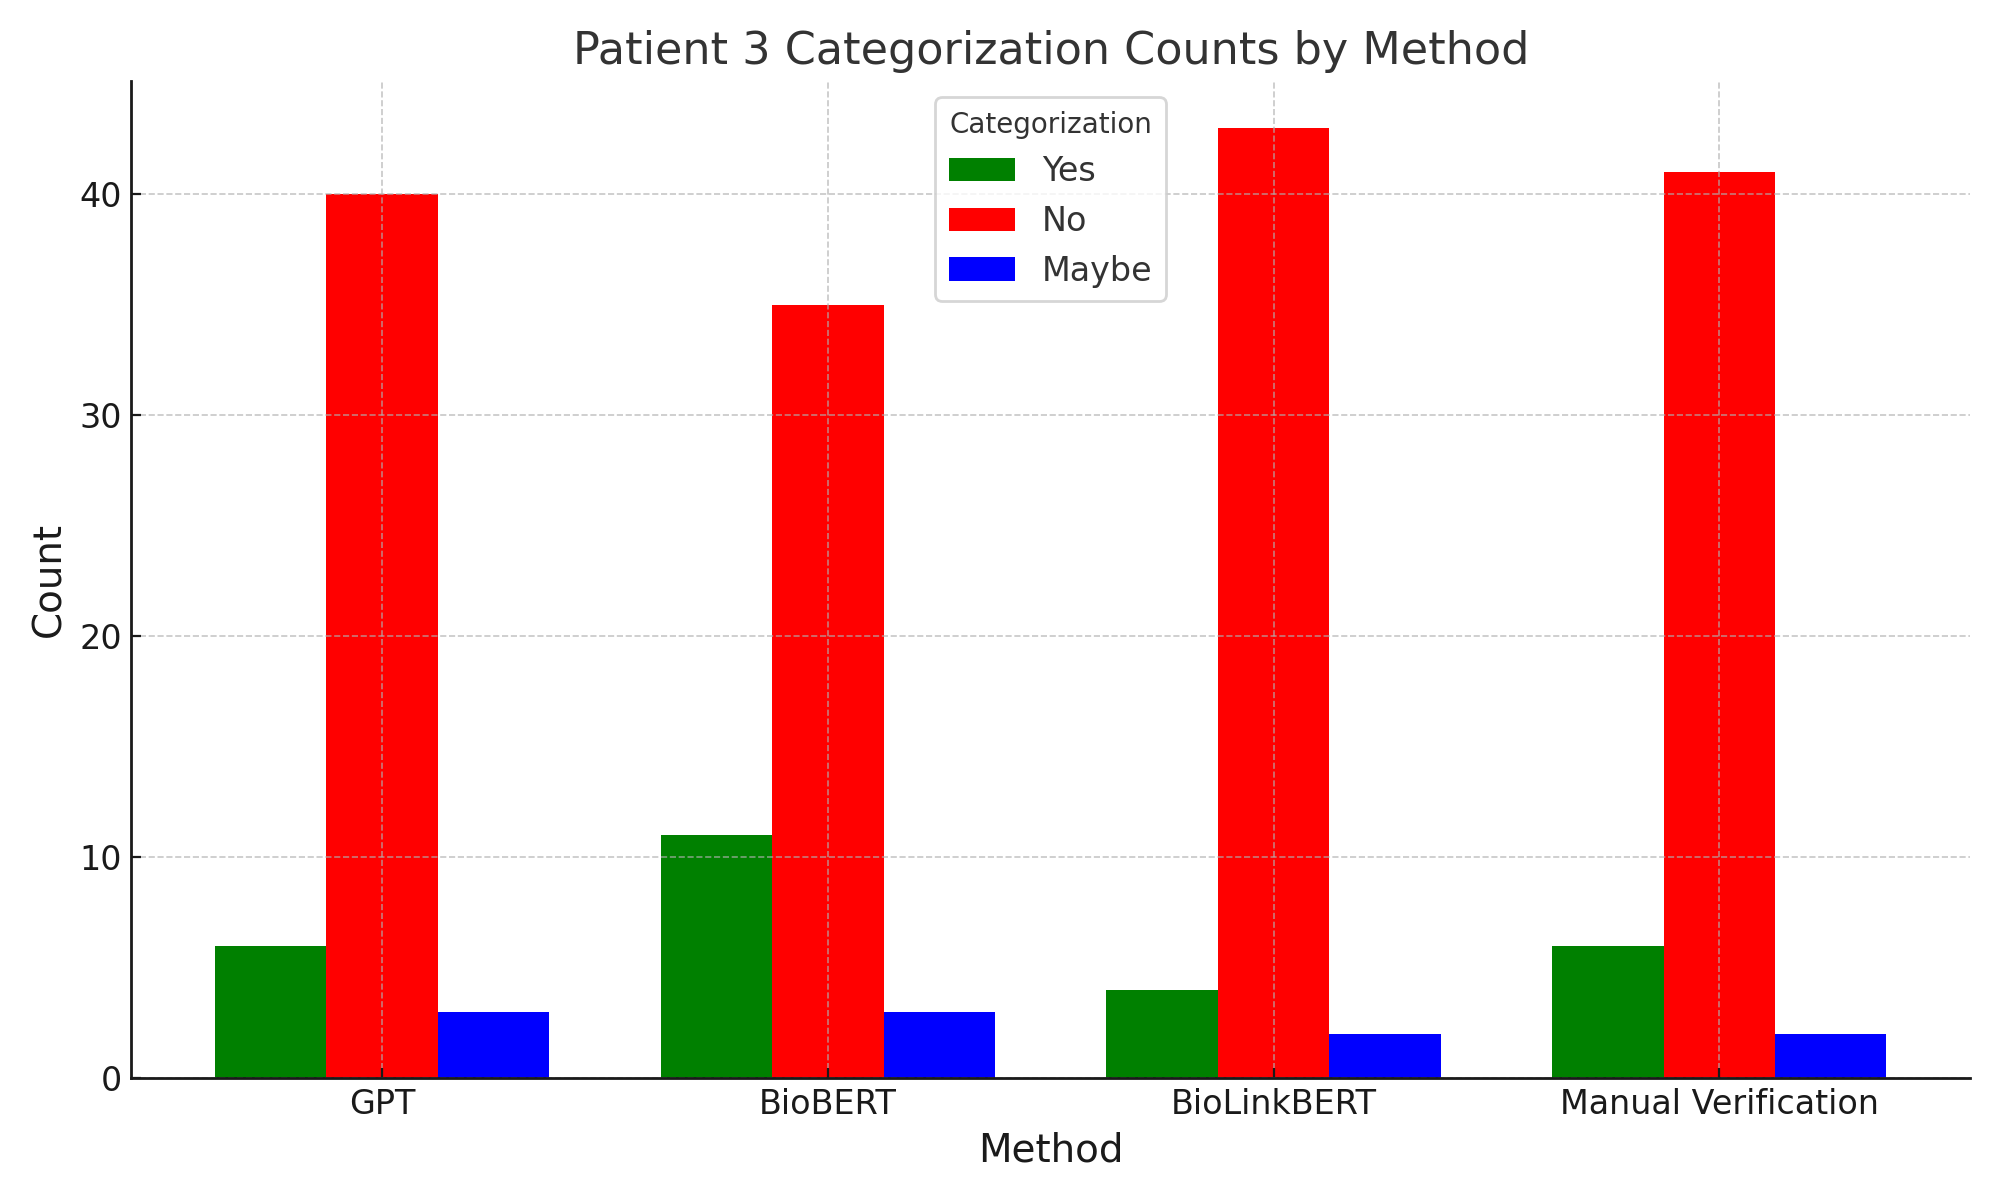 Patient 3 Categorization Counts by Method
Categorization
Yes
No
Maybe
Count
40
30
20
10
0
GPT
BioBERT
BioLinkBERT
Manual Verification
Method